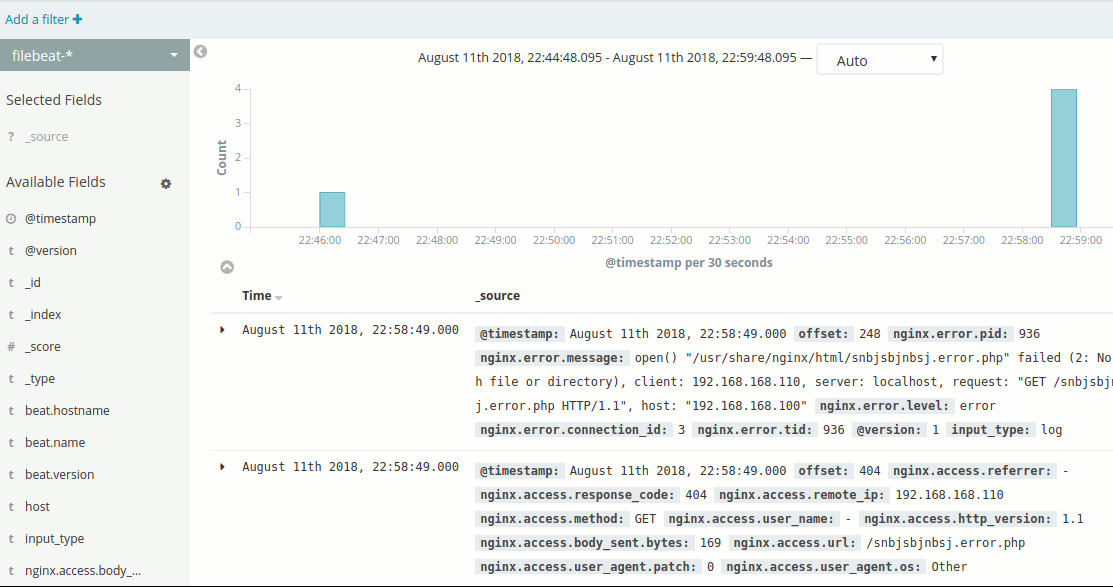 Add a filter +
filebeat-*
August 11th 2018, 22:44:48.095 - August 11th 2018, 22:59:48.095 — Auto
Selected Fields
? _source
Available Fields
@timestamp
t @version
t _id
t _index
# _score
t _type
t beat.hostname
t beat.name
t beat.version
t host
t input_type
t nginx.access.body_...
Count
4
3
2
1
0
22:46:00 22:47:00 22:48:00 22:49:00 22:50:00 22:51:00 22:52:00 22:53:00 22:54:00 22:55:00 22:56:00 22:57:00 22:58:00 22:59:00
@timestamp per 30 seconds
Time _source
August 11th 2018, 22:58:49.000 @timestamp: August 11th 2018, 22:58:49.000 offset: 248 nginx.error.pid: 936
nginx.error.message: open() "/usr/share/nginx/html/snbjsbjnbsj.error.php" failed (2: No
h file or directory), client: 192.168.168.110, server: localhost, request: "GET /snbjsbjn
j.error.php HTTP/1.1", host: "192.168.168.100" nginx.error.level: error
nginx.error.connection_id: 3 nginx.error.tid: 936 @version: 1 input_type: log
August 11th 2018, 22:58:49.000 @timestamp: August 11th 2018, 22:58:49.000 offset: 404 nginx.access.referrer: -
nginx.access.response_code: 404 nginx.access.remote_ip: 192.168.168.110
nginx.access.method: GET nginx.access.user_name: - nginx.access.http_version: 1.1
nginx.access.body_sent.bytes: 169 nginx.access.url: /snbjsbjnbsj.error.php
nginx.access.user_agent.patch: 0 nginx.access.user_agent.os: Other